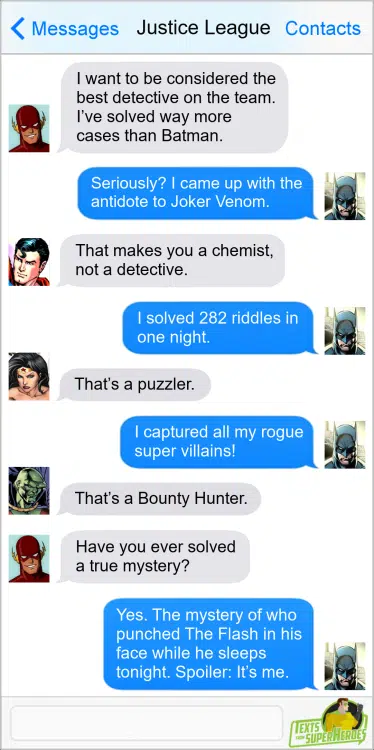 Messages Justice League Contacts
I want to be considered the
best detective on the team.
I’ve solved way more
cases than Batman.
Seriously? I came up with the
antidote to Joker Venom.
That makes you a chemist,
not a detective.
I solved 282 riddles in
one night.
That’s a puzzler.
I captured all my rogue
super villains!
That’s a Bounty Hunter.
Have you ever solved
a true mystery?
Yes. The mystery of who
punched The Flash in his
face while he sleeps
tonight. Spoiler: It’s me.
TEXTS
FROM SUPERHEROES